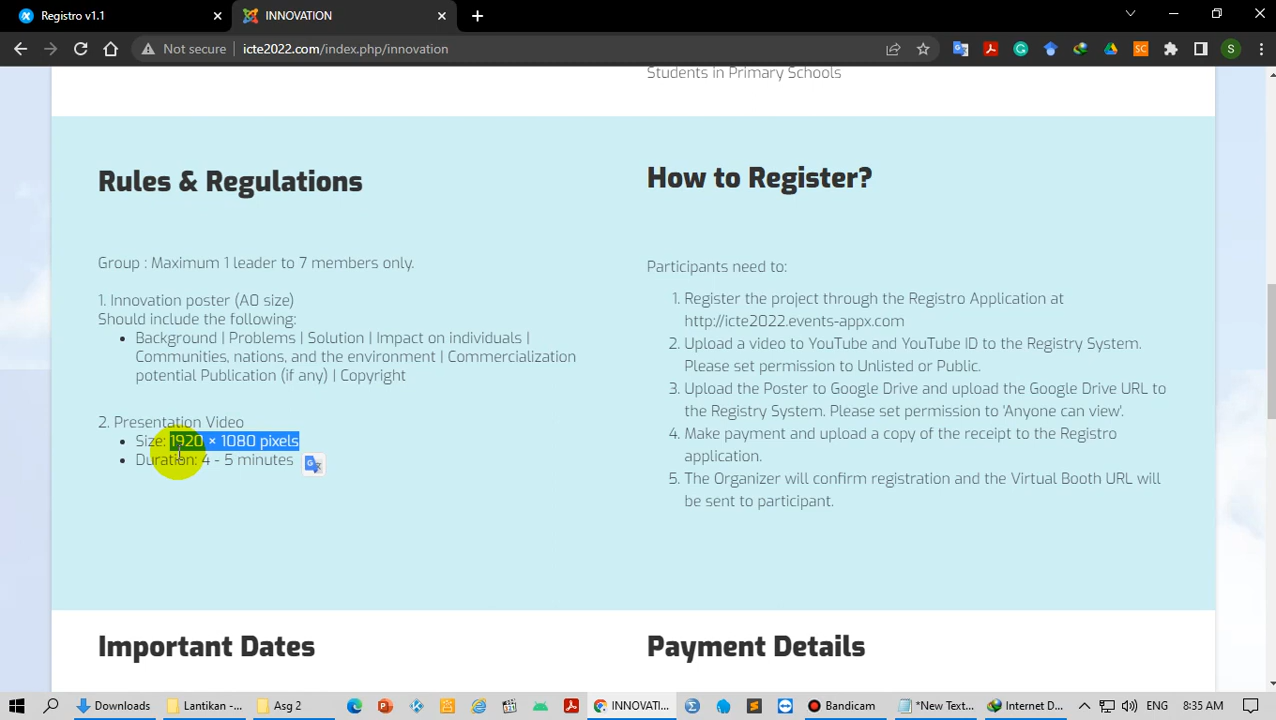 Registro v1.1
INNOVATION
Not secure
icte2022.com/index.php/innovation
SC
S
Students in Primary Schools
Rules & Regulations
Group : Maximum 1 leader to 7 members only.
1. Innovation poster (A0 size)
Should include the following:
Background | Problems | Solution | Impact on individuals |
Communities, nations, and the environment | Commercialization
potential Publication (if any) | Copyright
2. Presentation Video
Size: 1920 × 1080 pixels
Duration: 4 - 5 minutes
How to Register?
Participants need to:
1. Register the project through the Registro Application at
http://icte2022.events-appx.com
2. Upload a video to YouTube and YouTube ID to the Registry System.
Please set permission to Unlisted or Public.
3. Upload the Poster to Google Drive and upload the Google Drive URL to
the Registry System. Please set permission to 'Anyone can view'.
4. Make payment and upload a copy of the receipt to the Registro
application.
5. The Organizer will confirm registration and the Virtual Booth URL will
be sent to participant.
Important Dates
Payment Details
Downloads
Lantikan -...
Asg 2
INNOVATI...
Bandicam
*New Text...
Internet D...
ENG
8:35 AM